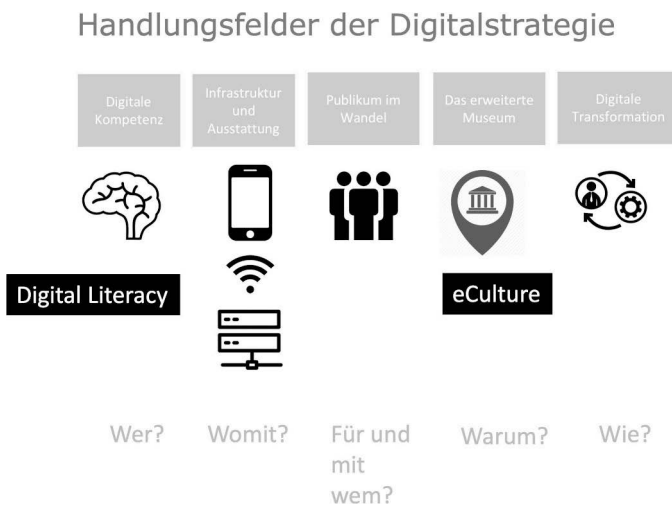 Handlungsfelder der Digitalstrategie
Digitale
Kompetenz
Infrastruktur
und
Ausstattung
Publikum im
Wandel
Das erweiterte
Museum
Digitale
Transformation
Digital Literacy
eCulture
Wer?
Womit?
Für und
mit
wem?
Warum?
Wie?